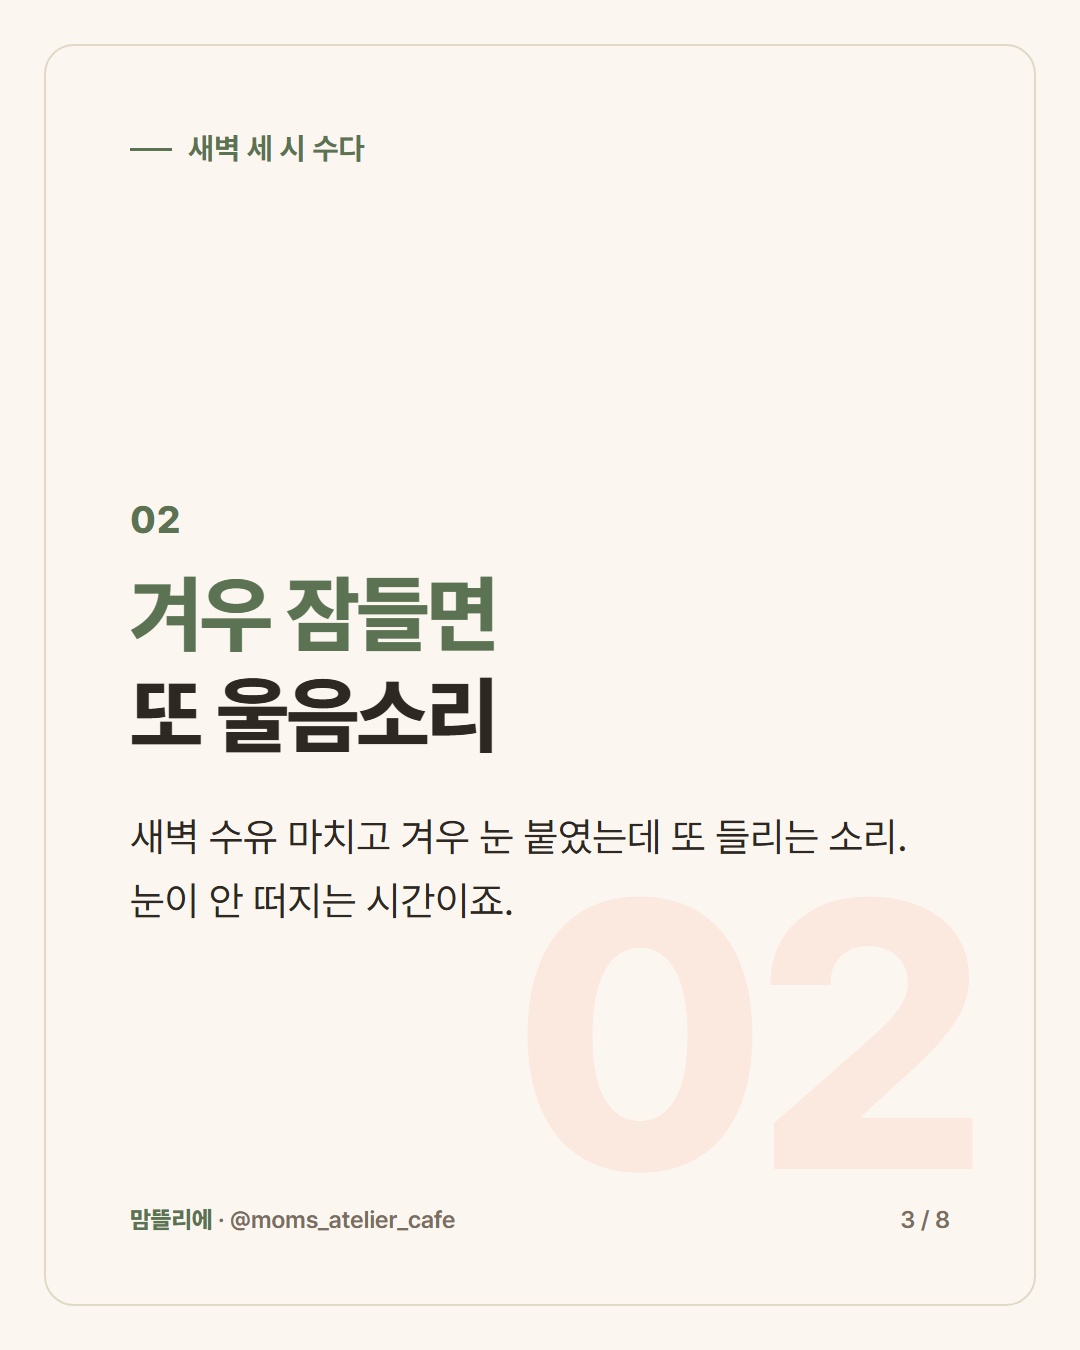 새벽 세 시 수다
02
겨우 잠들면
또 울음소리
새벽 수유 마치고 겨우 눈 붙였는데 또 들리는 소리.
눈이 안 떠지는 시간이죠.
02
맘뜰리에 · @moms_atelier_cafe
3 / 8